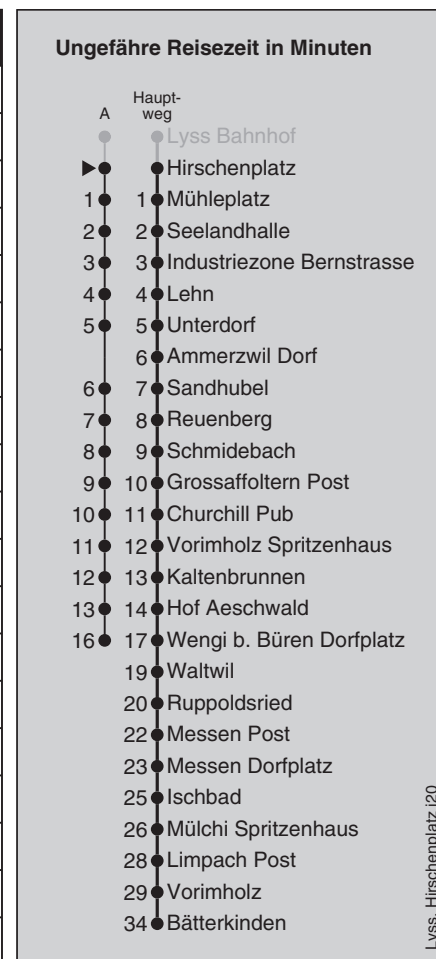 Ungefähre Reisezeit in Minuten
Haupt-
A weg
Lyss Bahnhof
Hirschenplatz
1 1 Mühleplatz
2 2 Seelandhalle
3 3 Industriezone Bernstrasse
4 4 Lehn
5 5 Unterdorf
6 Ammerzwil Dorf
6 7 Sandhubel
7 8 Reuenberg
8 9 Schmidebach
9 10 Grossaffoltern Post
10 11 Churchill Pub
11 12 Vorimholz Spritzenhaus
12 13 Kaltenbrunnen
13 14 Hof Aeschwald
16 17 Wengi b. Büren Dorfplatz
19 Waltwil
20 Ruppoldsried
22 Messen Post
23 Messen Dorfplatz
25 Ischbad
26 Mülchi Spritzenhaus
28 Limpach Post
29 Vorimholz
34 Bätterkinden
Lyss, Hirschenplatz j20